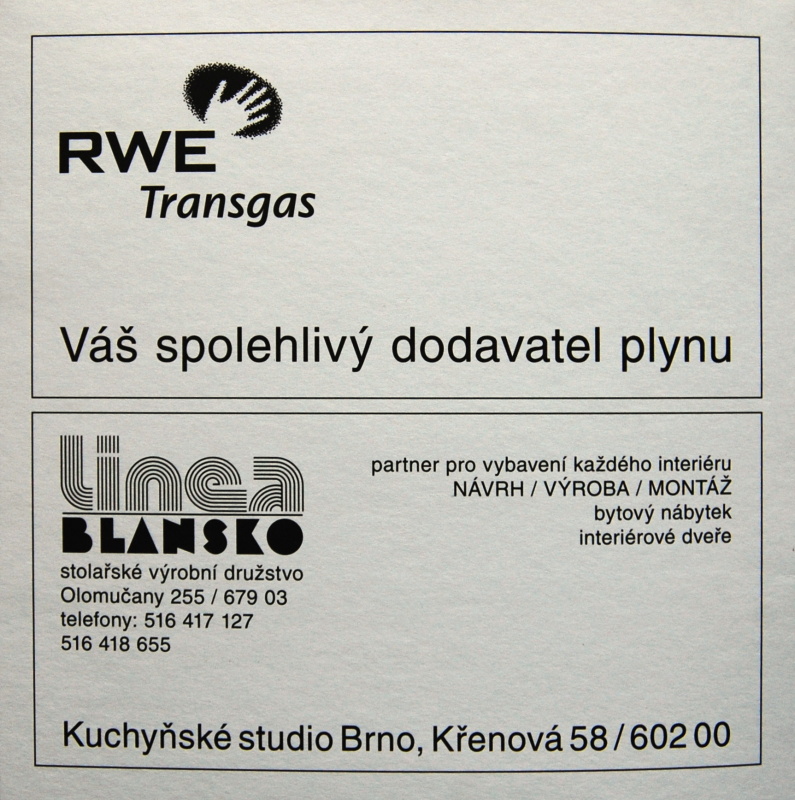 RWE
Transgas
Váš spolehlivý dodavatel plynu
linea
BLANSKO
stolařské výrobní družstvo
Olomučany 255 / 679 03
telefony: 516 417 127
516 418 655
partner pro vybavení každého interiéru
NÁVRH / VÝROBA / MONTÁŽ
bytový nábytek
interiérové dveře
Kuchyňské studio Brno, Křenová 58 / 602 00